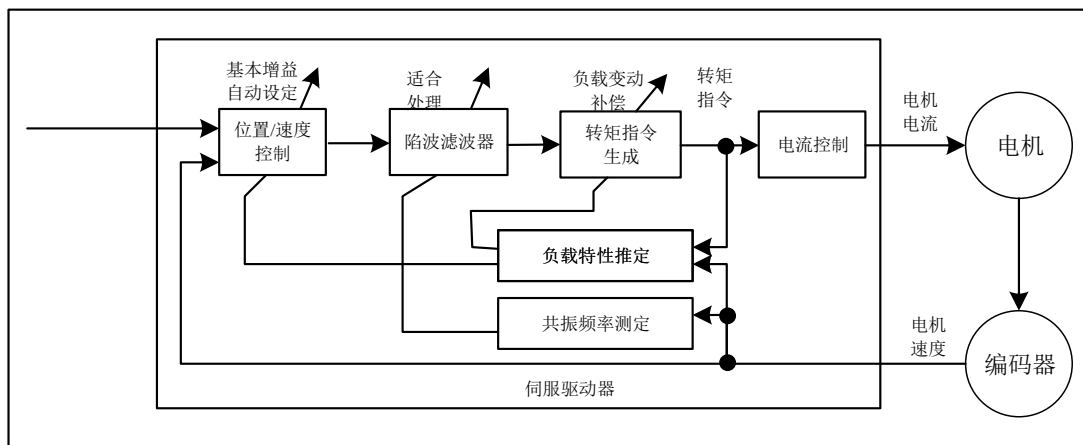 基本增益
自动设定
适合
处理
负载变动
补偿
转矩
指令
电机
电流
位置/速度
控制
陷波滤波器
转矩指令
生成
电流控制
电机
负载特性推定
共振频率测定
电机
速度
编码器
伺服驱动器